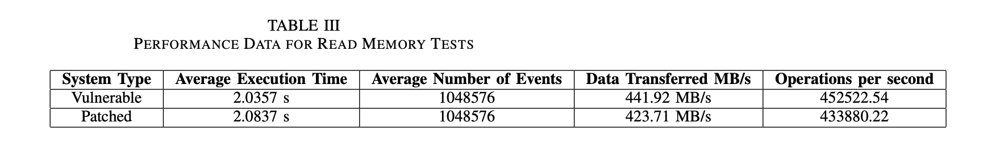 TABLE III
PERFORMANCE DATA FOR READ MEMORY TESTS
System Type Average Execution Time Average Number of Events Data Transferred MB/s Operations per second
Vulnerable 2.0357 s 1048576 441.92 MB/s 452522.54
Patched 2.0837 s 1048576 423.71 MB/s 433880.22